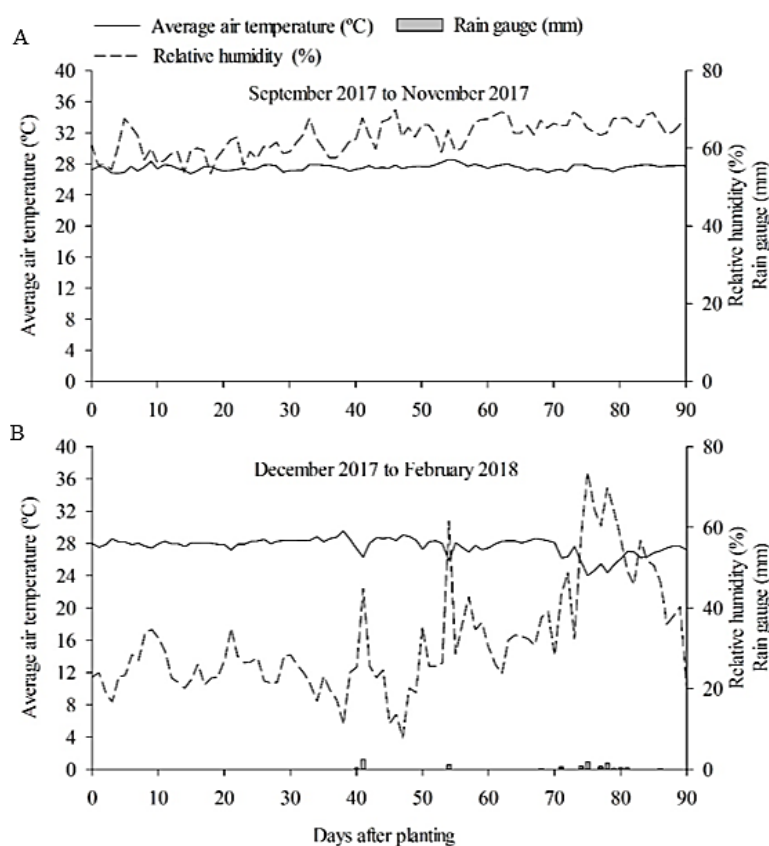 A
Average air temperature (ºC)
Rain gauge (mm)
Relative humidity (%)
September 2017 to November 2017
Average air temperature (ºC)
40
36
32
28
24
20
16
12
8
4
0
80
60
40
20
0
Relative humidity (%)
Rain gauge (mm)
0 10 20 30 40 50 60 70 80 90
B
December 2017 to February 2018
Average air temperature (ºC)
40
36
32
28
24
20
16
12
8
4
0
80
60
40
20
0
Relative humidity (%)
Rain gauge (mm)
0 10 20 30 40 50 60 70 80 90
Days after planting